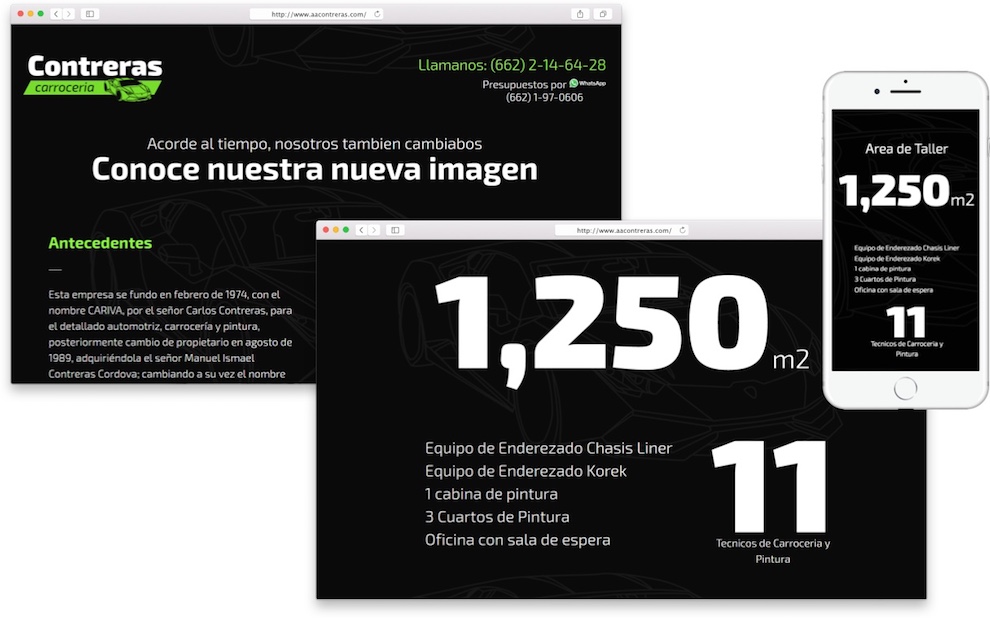 http://www.aacontreras.com/
Contreras
carroceria
Llamanos: (662) 2-14-64-28
Presupuestos por WhatsApp
(662) 1-97-0606
Acorde al tiempo, nosotros tambien cambiabos
Conoce nuestra nueva imagen
Antecedentes
Esta empresa se fundo en febrero de 1974, con el
nombre CARIVA, por el señor Carlos Contreras, para
el detallado automotriz, carrocería y pintura,
posteriormente cambio de propietario en agosto de
1989, adquiriéndola el señor Manuel Ismael
Contreras Cordova; cambiando a su vez el nombre
http://www.aacontreras.com/
1,250 m2
Equipo de Enderezado Chasis Liner
Equipo de Enderezado Korek
1 cabina de pintura
3 Cuartos de Pintura
Oficina con sala de espera
11
Tecnicos de Carroceria y
Pintura
Area de Taller
1,250 m2
Equipo de Enderezado Chasis Liner
Equipo de Enderezado Korek
1 cabina de pintura
3 Cuartos de Pintura
Oficina con sala de espera
11
Tecnicos de Carroceria y
Pintura